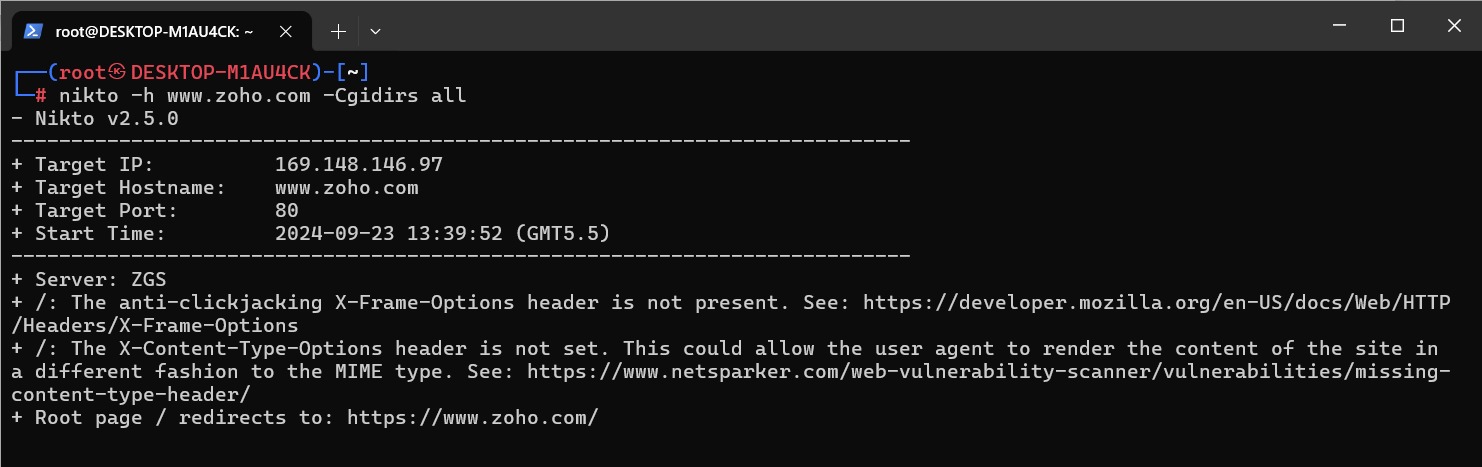 root@DESKTOP-M1AU4CK: ~
┌──(root㉿DESKTOP-M1AU4CK)-[~]
└─# nikto -h www.zoho.com -Cgidirs all
- Nikto v2.5.0
---------------------------------------------------------------------------
+ Target IP:          169.148.146.97
+ Target Hostname:    www.zoho.com
+ Target Port:        80
+ Start Time:         2024-09-23 13:39:52 (GMT5.5)
---------------------------------------------------------------------------
+ Server: ZGS
+ /: The anti-clickjacking X-Frame-Options header is not present. See: https://developer.mozilla.org/en-US/docs/Web/HTTP
/Headers/X-Frame-Options
+ /: The X-Content-Type-Options header is not set. This could allow the user agent to render the content of the site in
a different fashion to the MIME type. See: https://www.netsparker.com/web-vulnerability-scanner/vulnerabilities/missing-
content-type-header/
+ Root page / redirects to: https://www.zoho.com/